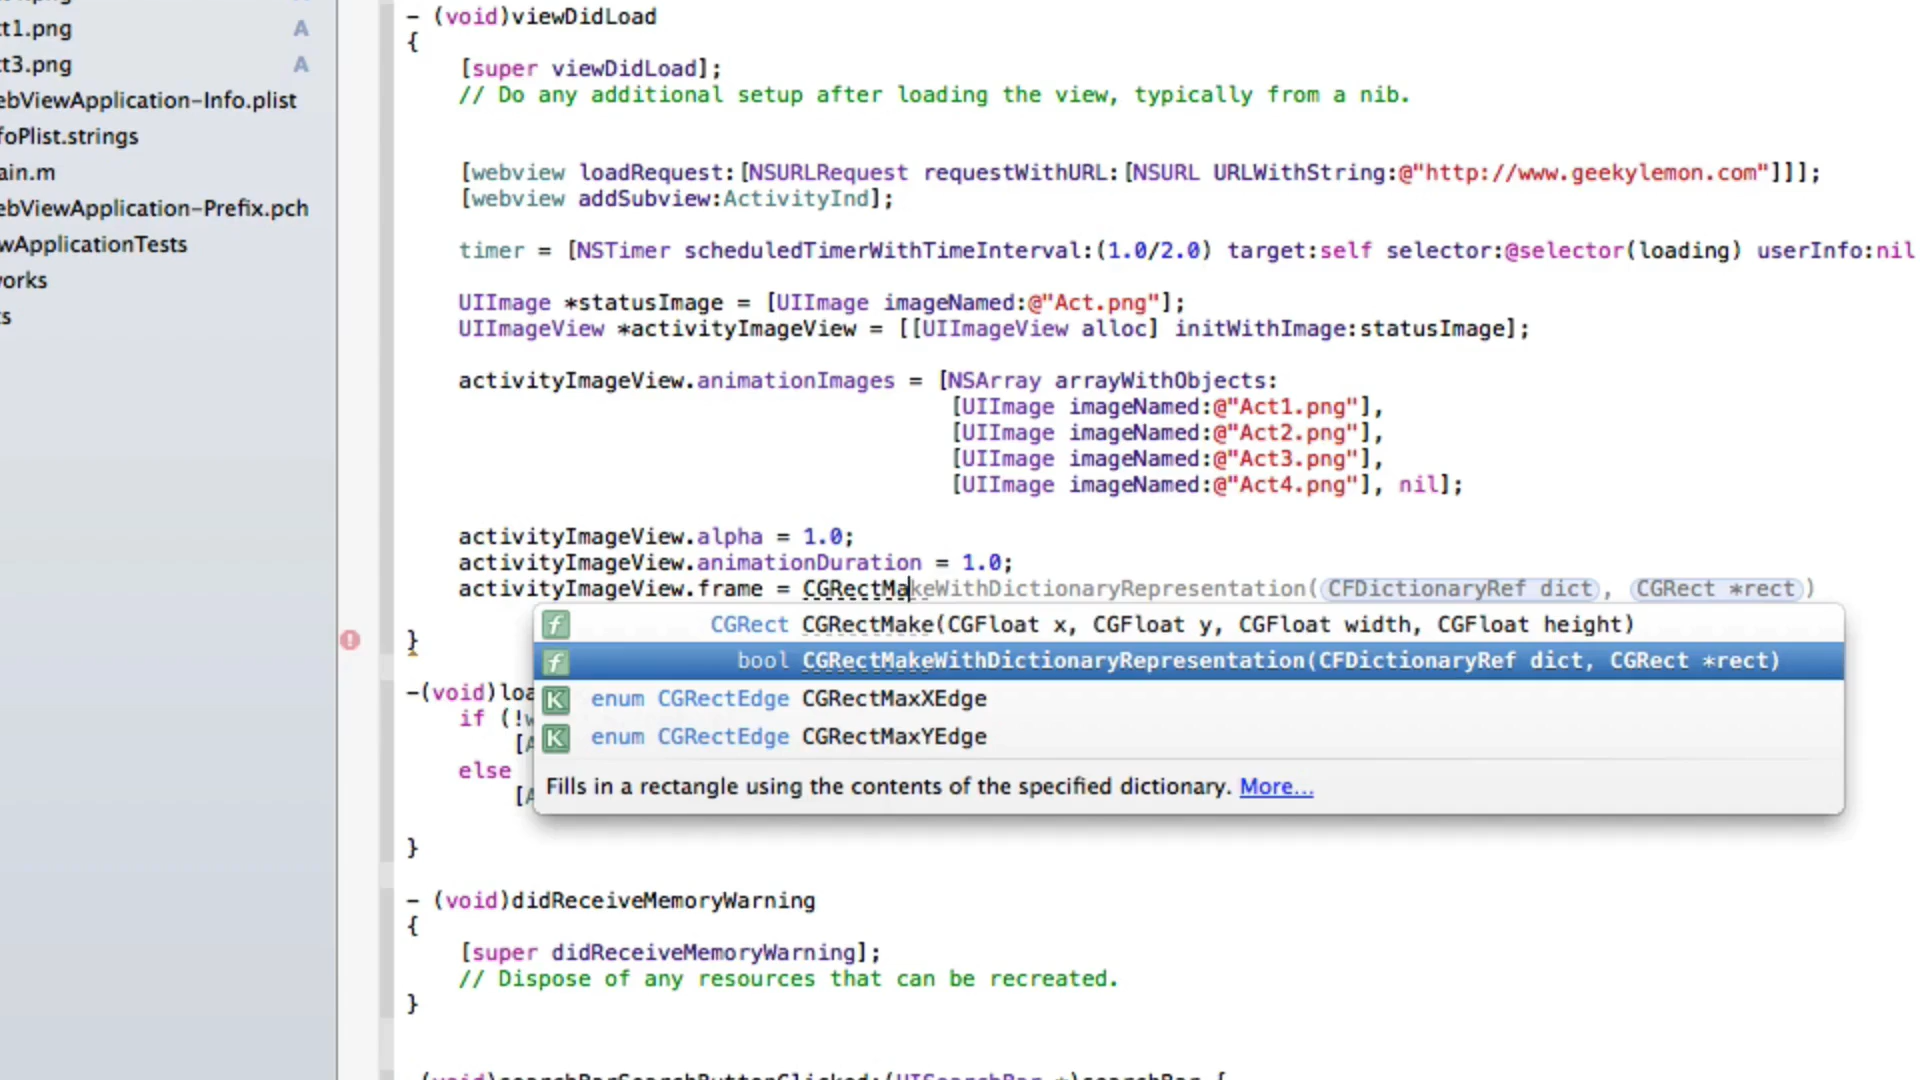 t1.png A
t3.png A
ebViewApplication-Info.plist
foPlist.strings
ain.m
ebViewApplication-Prefix.pch
wApplicationTests
works
s
- (void)viewDidLoad
{
[super viewDidLoad];
// Do any additional setup after loading the view, typically from a nib.
[webview loadRequest:[NSURLRequest requestWithURL:[NSURL URLWithString:@"http://www.geekylemon.com"]]];
[webview addSubview:ActivityInd];
timer = [NSTimer scheduledTimerWithTimeInterval:(1.0/2.0) target:self selector:@selector(loading) userInfo:nil
UIImage *statusImage = [UIImage imageNamed:@"Act.png"];
UIImageView *activityImageView = [[UIImageView alloc] initWithImage:statusImage];
activityImageView.animationImages = [NSArray arrayWithObjects:
[UIImage imageNamed:@"Act1.png"],
[UIImage imageNamed:@"Act2.png"],
[UIImage imageNamed:@"Act3.png"],
[UIImage imageNamed:@"Act4.png"], nil];
activityImageView.alpha = 1.0;
activityImageView.animationDuration = 1.0;
activityImageView.frame = CGRectMakeWithDictionaryRepresentation(CFDictionaryRef dict, CGRect *rect)
CGRect CGRectMake(CGFloat x, CGFloat y, CGFloat width, CGFloat height)
bool CGRectMakeWithDictionaryRepresentation(CFDictionaryRef dict, CGRect *rect)
enum CGRectEdge CGRectMaxXEdge
enum CGRectEdge CGRectMaxYEdge
Fills in a rectangle using the contents of the specified dictionary. More...
}
-(void)loa
if (!w
[A
else
[A
}
- (void)didReceiveMemoryWarning
{
[super didReceiveMemoryWarning];
// Dispose of any resources that can be recreated.
}
(void)searchBarSearchButtonClicked:(UISearchBar *)searchBar {